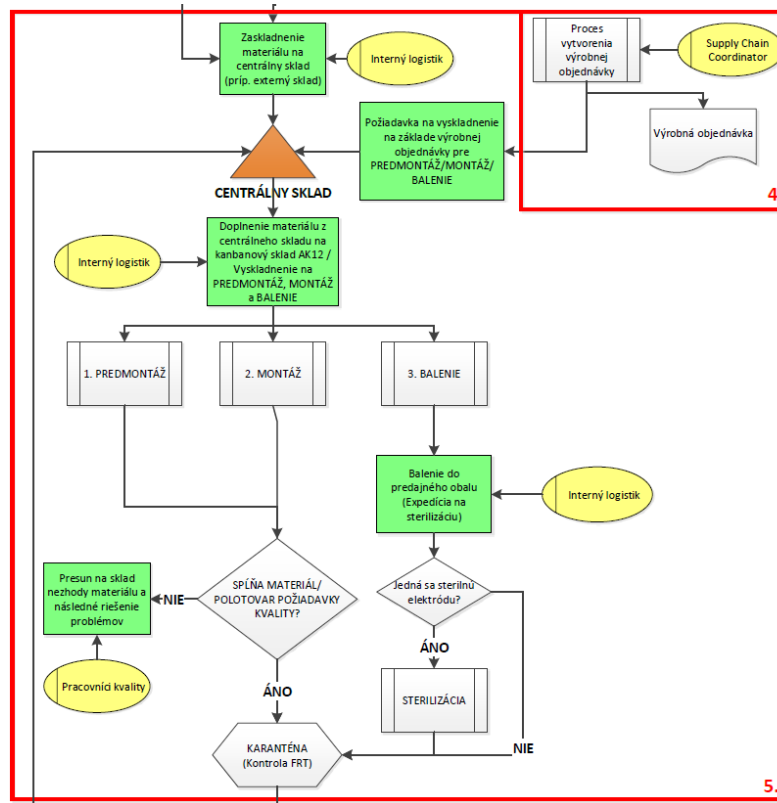 Zaskladnenie
materiálu na
centrálny sklad
(príp. externý sklad)
Interný logistik
Proces
vytvorenia
výrobnej
objednávky
Supply Chain
Coordinator
Výrobná objednávka
4
Požiadavka na vyskladnenie
na základe výrobnej
objednávky pre
PREDMONTÁŽ/MONTÁŽ/
BALENIE
CENTRÁLNY SKLAD
Doplnenie materiálu z
centrálneho skladu na
kanbanový sklad AK12 /
Vyskladnenie na
PREDMONTÁŽ, MONTÁŽ
a BALENIE
Interný logistik
1. PREDMONTÁŽ
2. MONTÁŽ
3. BALENIE
Balenie do
predajného obalu
(Expedícia na
sterilizáciu)
Interný logistik
Presun na sklad
nezhody materiálu a
následné riešenie
problémov
NIE
SPĹŇA MATERIÁL/
POLOTOVAR POŽIADAVKY
KVALITY?
Jedná sa sterilnú
elektródu?
Pracovníci kvality
ÁNO
ÁNO
STERILIZÁCIA
NIE
KARANTÉNA
(Kontrola FRT)
5.